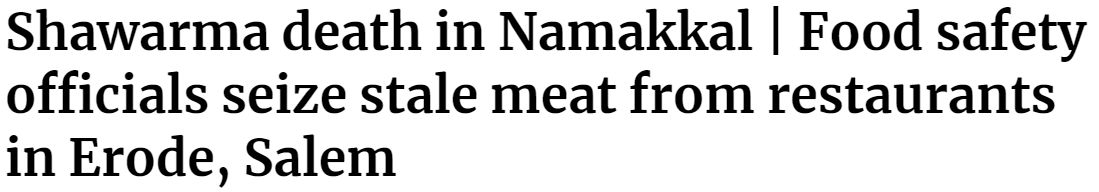 Shawarma death in Namakkal | Food safety
officials seize stale meat from restaurants
in Erode, Salem